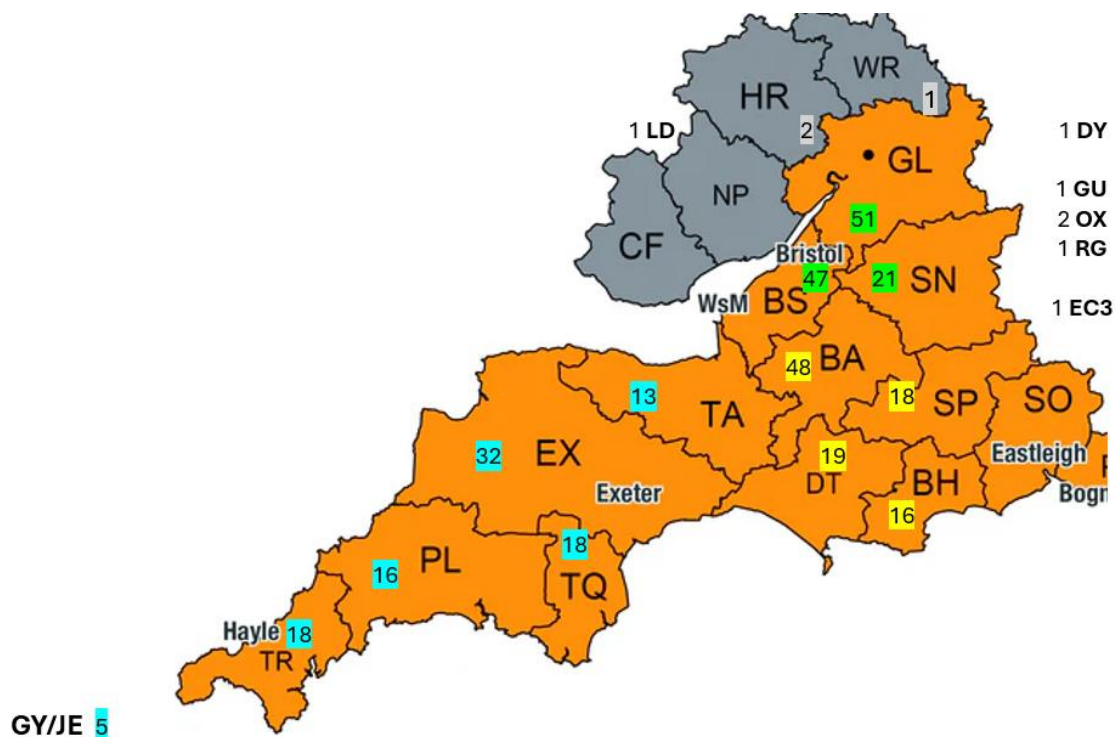 WR
HR
1
1 LD
2
1 DY
GL
NP
1 GU
51
2 OX
CF
Bristol
1 RG
47
21
SN
WsM
BS
1 EC3
48
BA
13
18
TA
SP
SO
32
EX
19
Eastleigh
DT
BH
Exeter
Bogn
16
18
PL
16
TQ
Hayle
18
TR
GY/JE 5